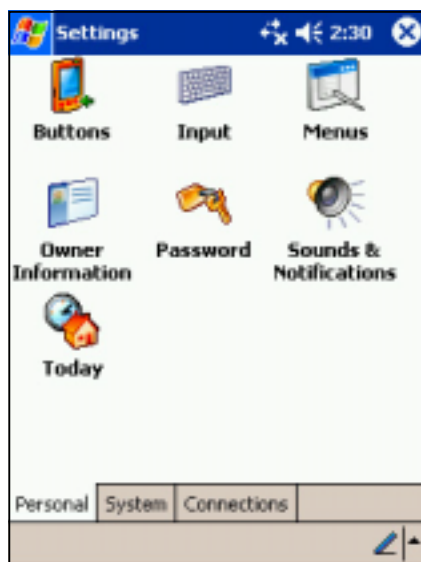 Settings 2:30
Buttons Input Menus
Owner Information Password Sounds & Notifications
Today
Personal System Connections